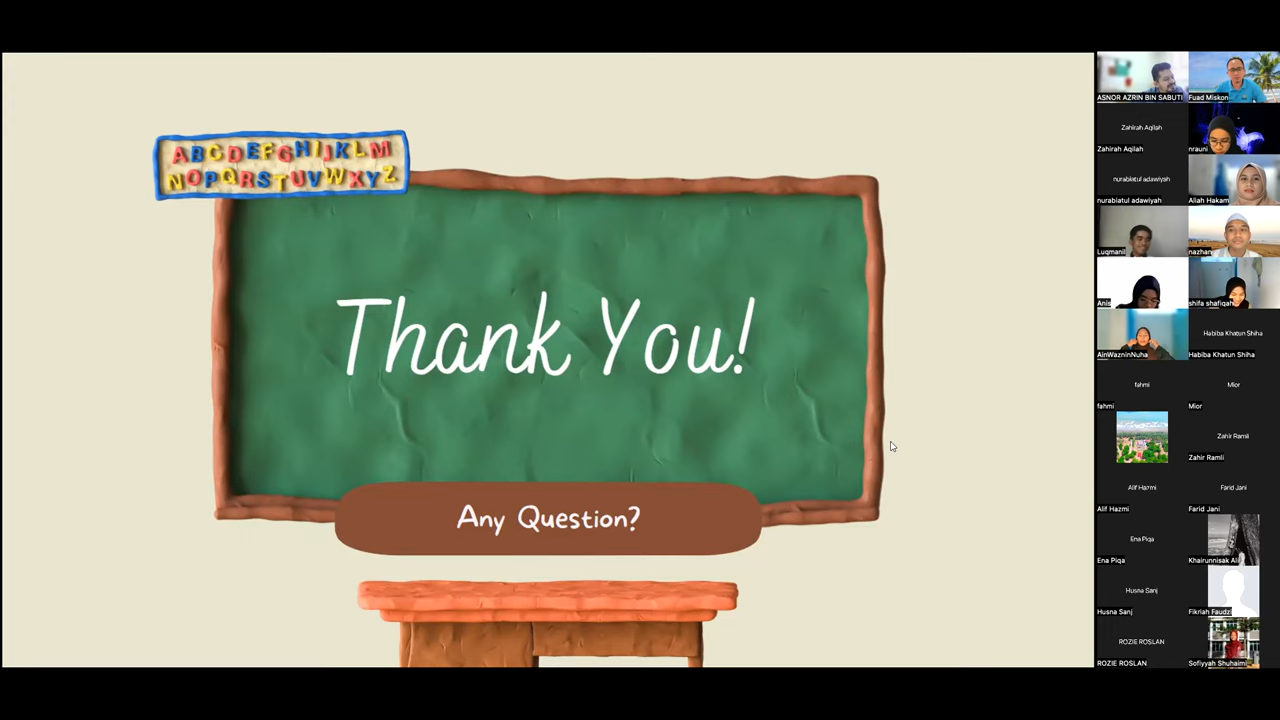 ABCDEFGHIJKLM
NOPQRSTUVWXYZ
Thank You!
Any Question?
ASNOR AZRIN BIN SABUTI
Fuad Miskon
Zahirah Aqilah
Zahirah Aqilah
nrauni
nurabiatul adawiyah
nurabiatul adawiyah
Aliah Hakam
Luqmanil
nazhan
Anis
shifa shafiqah
AinWazninNuha
Habiba Khatun Shiha
Habiba Khatun Shiha
fahmi
fahmi
Mior
Mior
Zahir Ramli
Zahir Ramli
Alif Hazmi
Alif Hazmi
Farid Jani
Farid Jani
Ena Piqa
Ena Piqa
Khairunnisak Ali
Husna Sanj
Husna Sanj
Fikriah Faudzi
ROZIE ROSLAN
ROZIE ROSLAN
Sofiyyah Shuhaimi